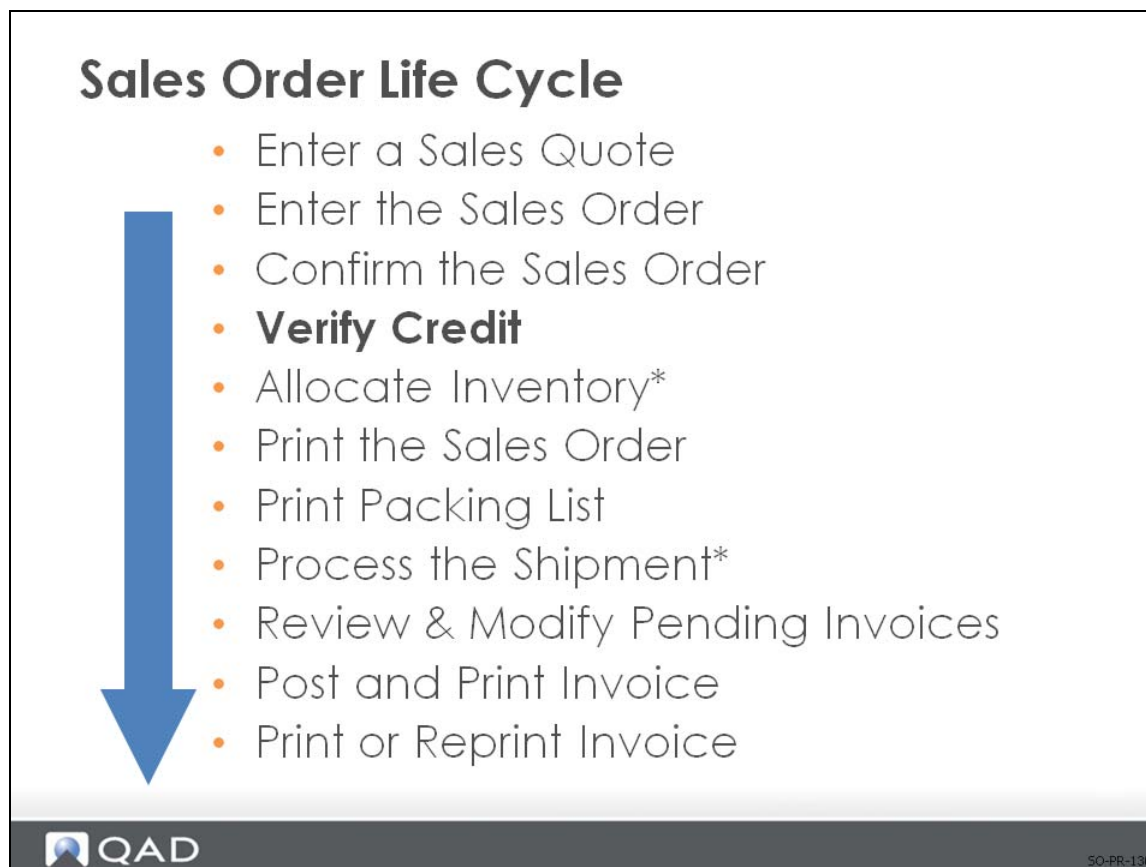 Sales Order Life Cycle
• Enter a Sales Quote
• Enter the Sales Order
• Confirm the Sales Order
• Verify Credit
• Allocate Inventory*
• Print the Sales Order
• Print Packing List
• Process the Shipment*
• Review & Modify Pending Invoices
• Post and Print Invoice
• Print or Reprint Invoice
QAD